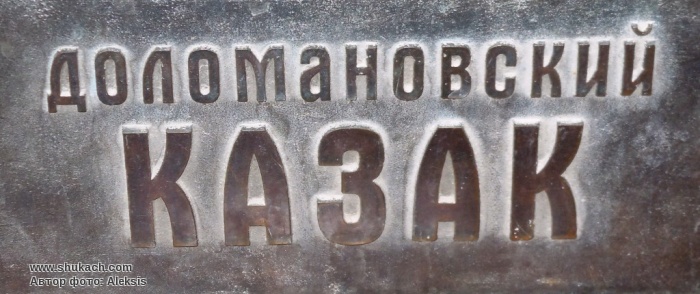 ДОЛОМАНОВСКИЙ
КАЗАК
www.shukach.com
Автор фото: Aleksis